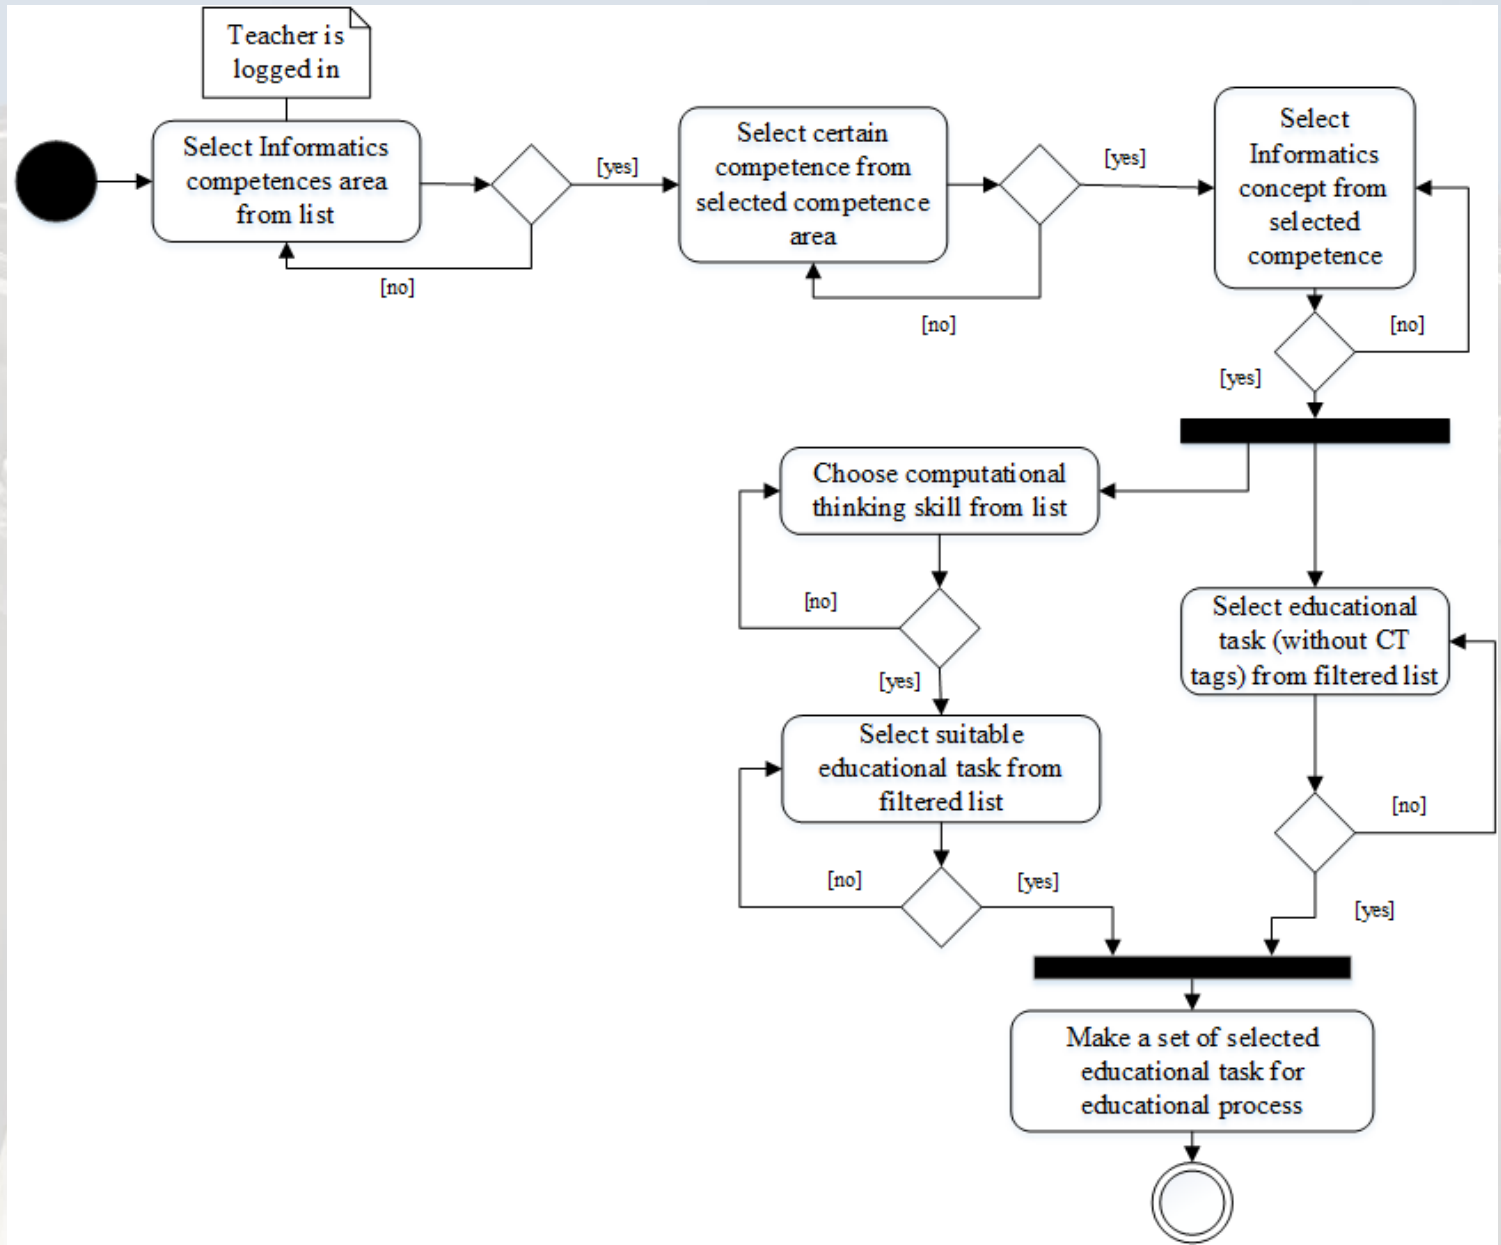 Teacher is
logged in
Select Informatics
competences area
from list
[yes]
[no]
Select certain
competence from
selected competence
area
[yes]
[no]
Select
Informatics
concept from
selected
competence
[no]
[yes]
Choose computational
thinking skill from list
[no]
[yes]
Select educational
task (without CT
tags) from filtered list
Select suitable
educational task from
filtered list
[no]
[yes]
[no]
[yes]
Make a set of selected
educational task for
educational process